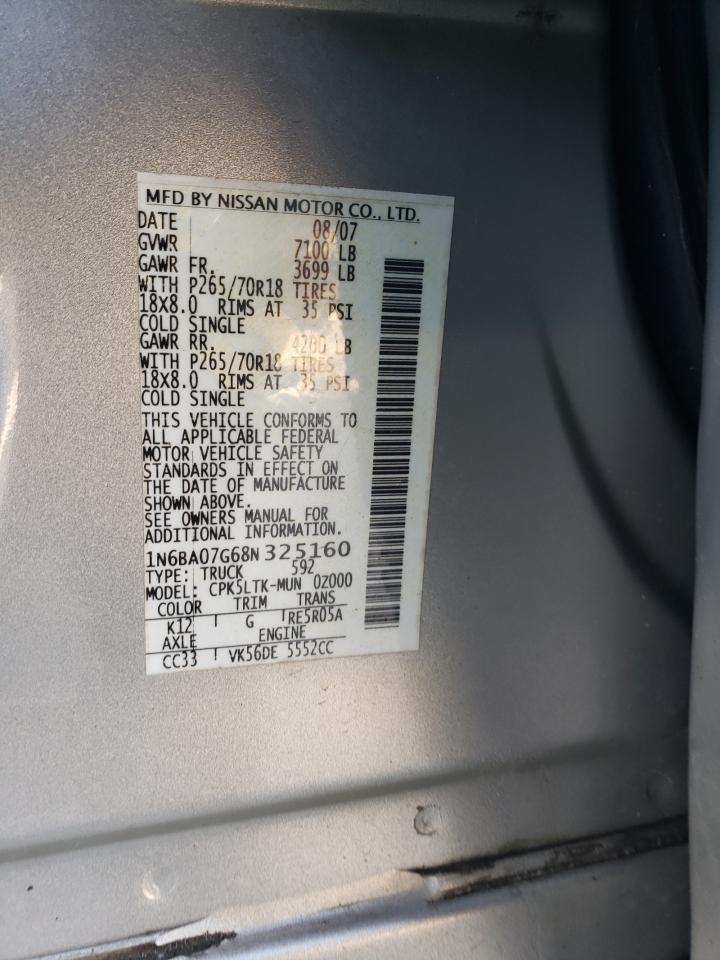 MFD BY NISSAN MOTOR CO., LTD.
DATE 08/07
GVWR 7100 LB
GAWR FR. 3699 LB
WITH P265/70R18 TIRES
18X8.0 RIMS AT 35 PSI
COLD SINGLE
GAWR RR. 4200 LB
WITH P265/70R18 TIRES
18X8.0 RIMS AT 35 PSI
COLD SINGLE
THIS VEHICLE CONFORMS TO
ALL APPLICABLE FEDERAL
MOTOR VEHICLE SAFETY
STANDARDS IN EFFECT ON
THE DATE OF MANUFACTURE
SHOWN ABOVE.
SEE OWNERS MANUAL FOR
ADDITIONAL INFORMATION.
1N6BA07G68N325160
TYPE: TRUCK 592
MODEL: CPK5LTK-MUN 0Z000
COLOR TRIM TRANS
K12 G RE5R05A
AXLE ENGINE
CC33 VK56DE 5552CC